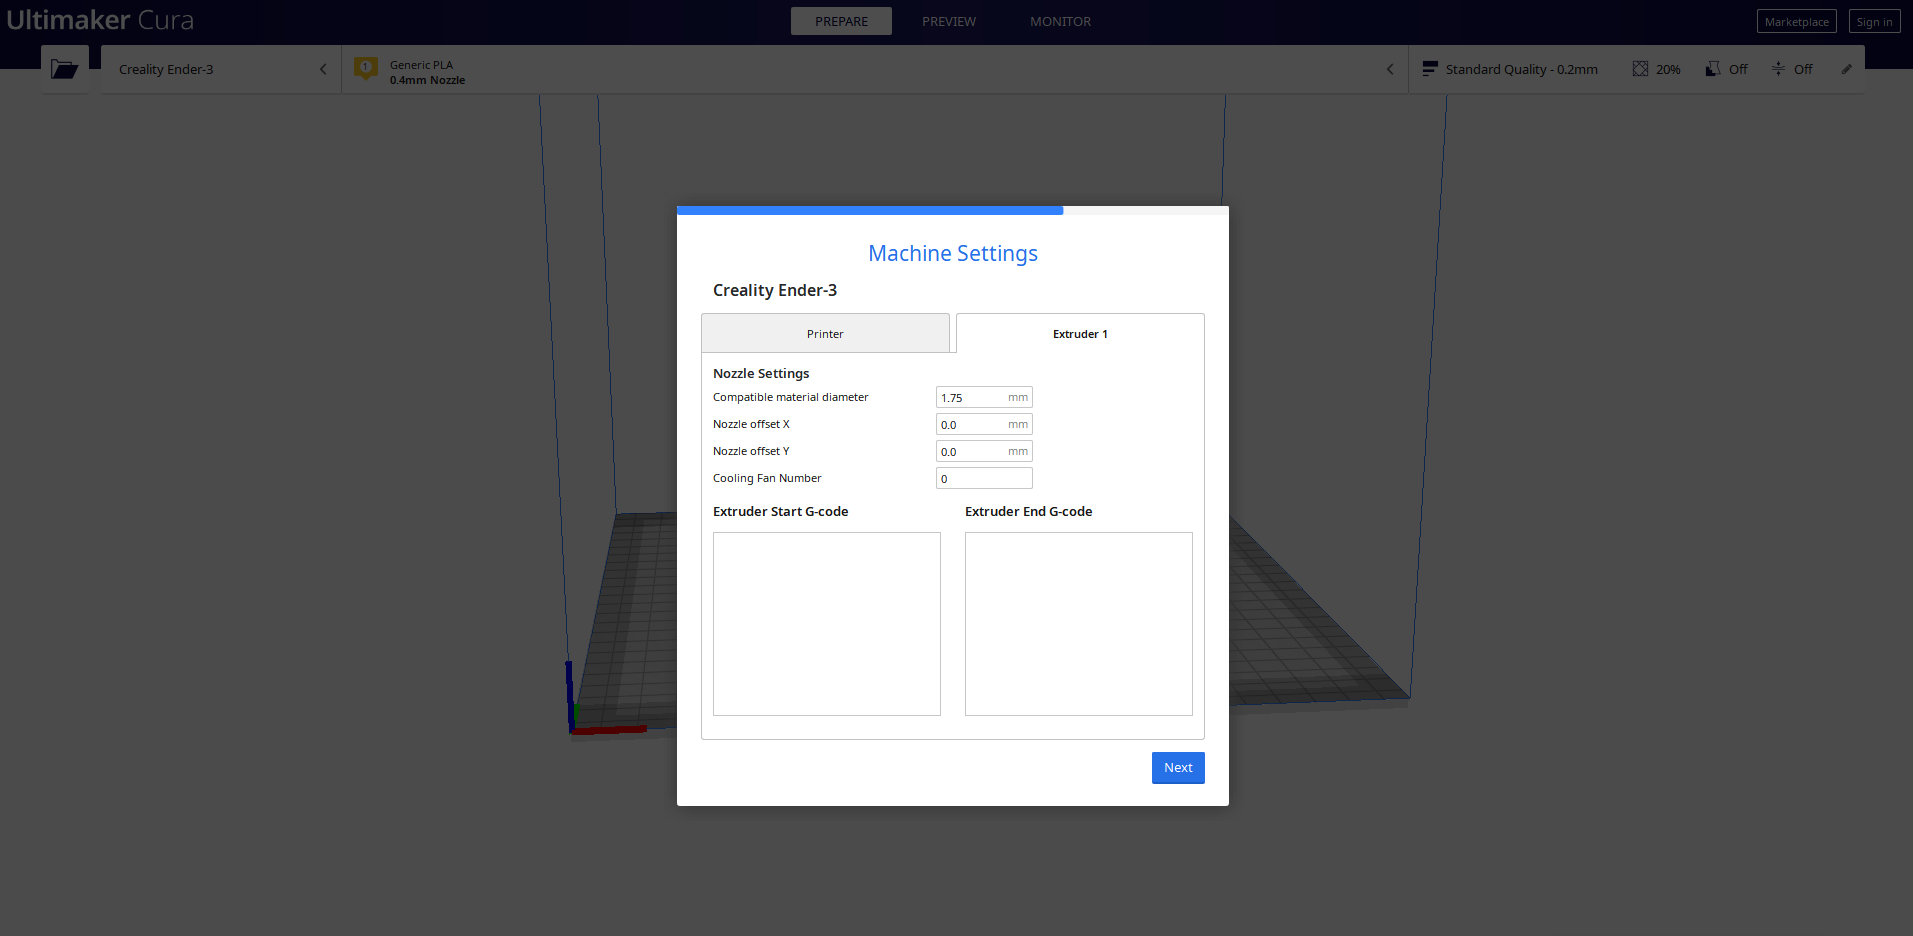 Ultimaker Cura
PREPARE
PREVIEW
MONITOR
Marketplace
Sign in
Creality Ender-3
1
Generic PLA
0.4mm Nozzle
Standard Quality - 0.2mm
20%
Off
Off
Machine Settings
Creality Ender-3
Printer
Extruder 1
Nozzle Settings
Compatible material diameter 1.75 mm
Nozzle offset X 0.0 mm
Nozzle offset Y 0.0 mm
Cooling Fan Number 0
Extruder Start G-code
Extruder End G-code
Next